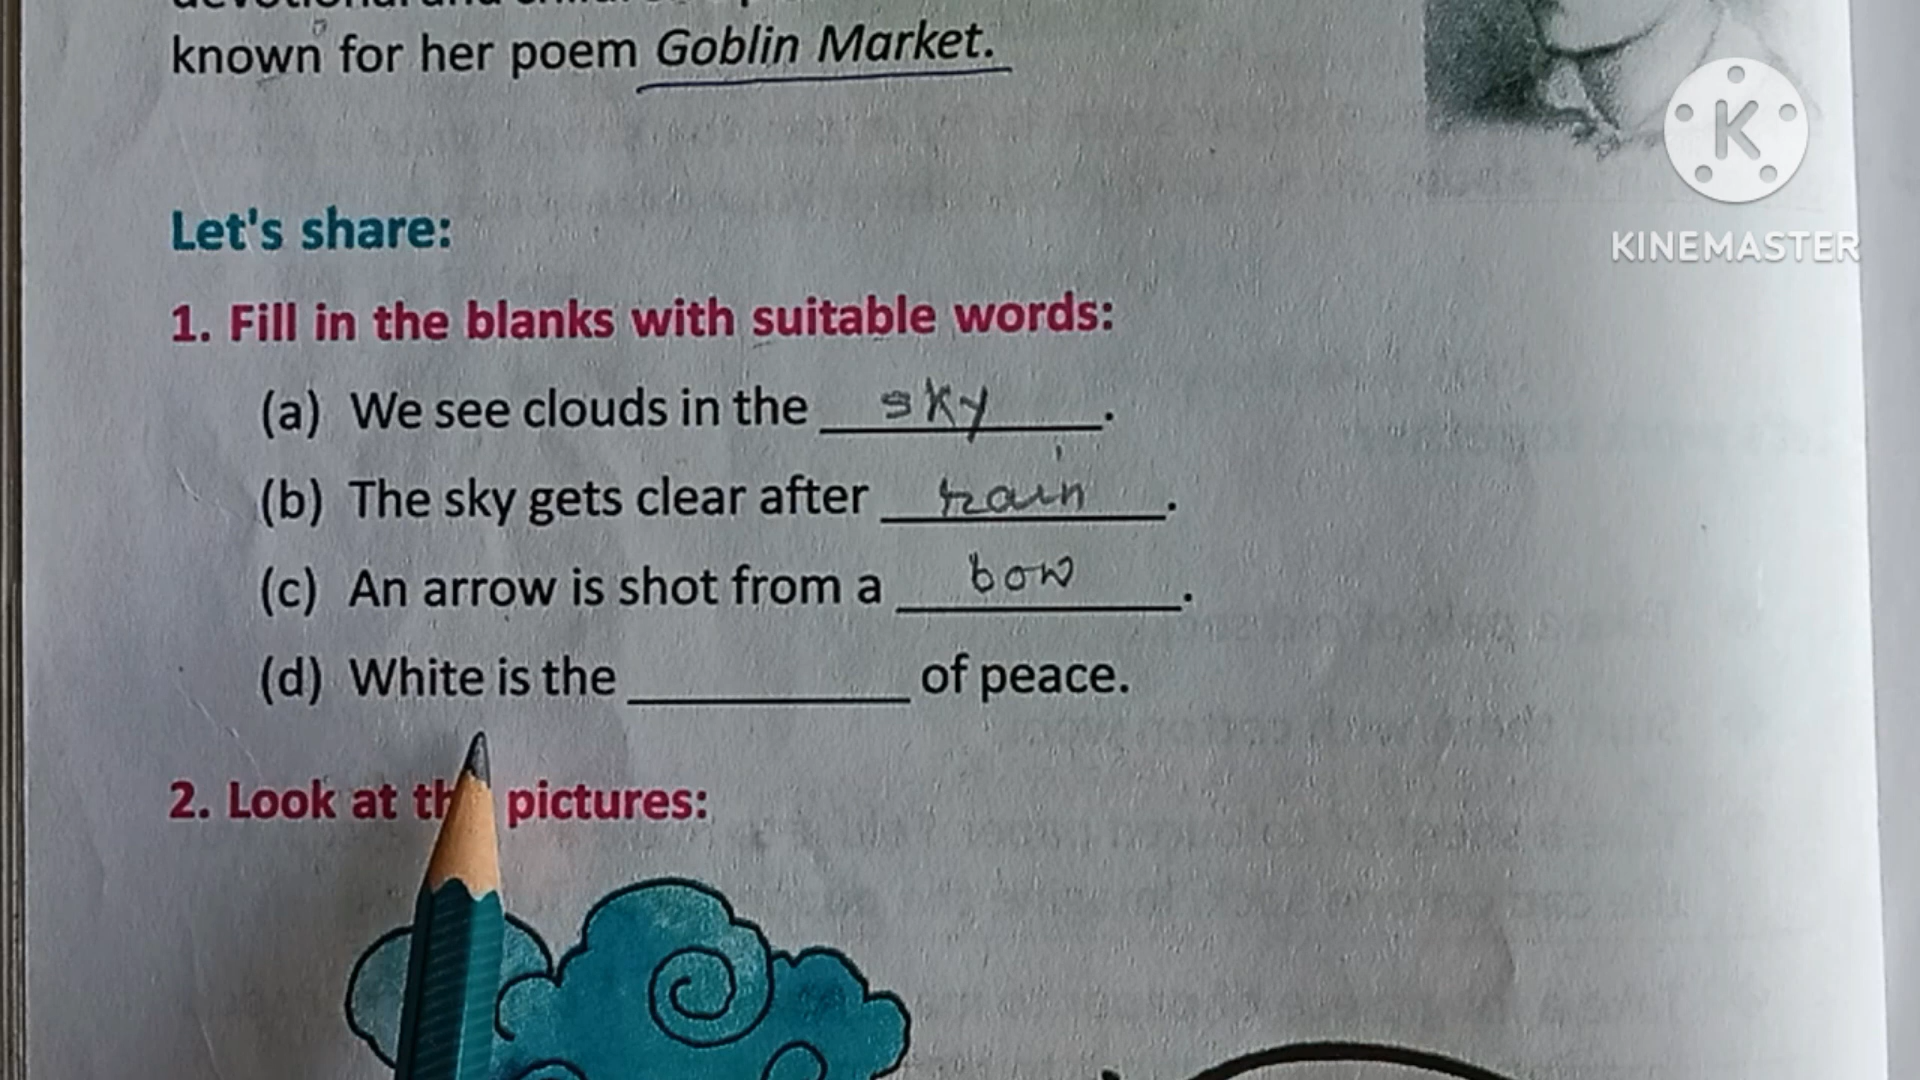 known for her poem Goblin Market.
K
KINEMASTER
Let's share:
1. Fill in the blanks with suitable words:
(a) We see clouds in the sky.
(b) The sky gets clear after rain.
(c) An arrow is shot from a bow.
(d) White is the __________ of peace.
2. Look at th pictures: